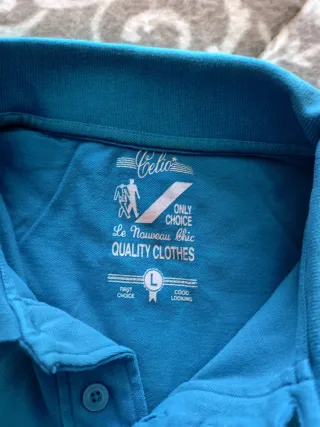 Celio*
ONLY
CHOICE
Le Nouveau Chic
QUALITY CLOTHES
L
FIRST
CHOICE
GOOD
LOOKING